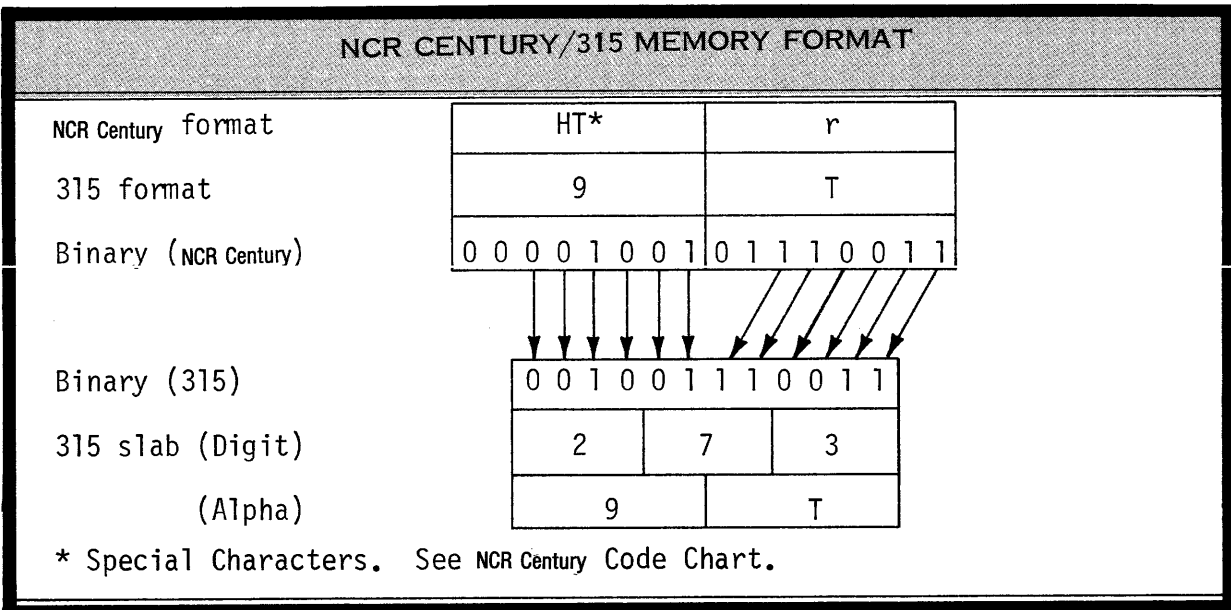 NCR CENTURY/315 MEMORY FORMAT
NCR Century format HT* r
315 format 9 T
Binary (NCR Century) 0 0 0 0 1 0 0 1 0 1 1 1 0 0 1 1
Binary (315) 0 0 1 0 0 1 1 1 0 0 1 1
315 slab (Digit) 2 7 3
(Alpha) 9 T
* Special Characters. See NCR Century Code Chart.